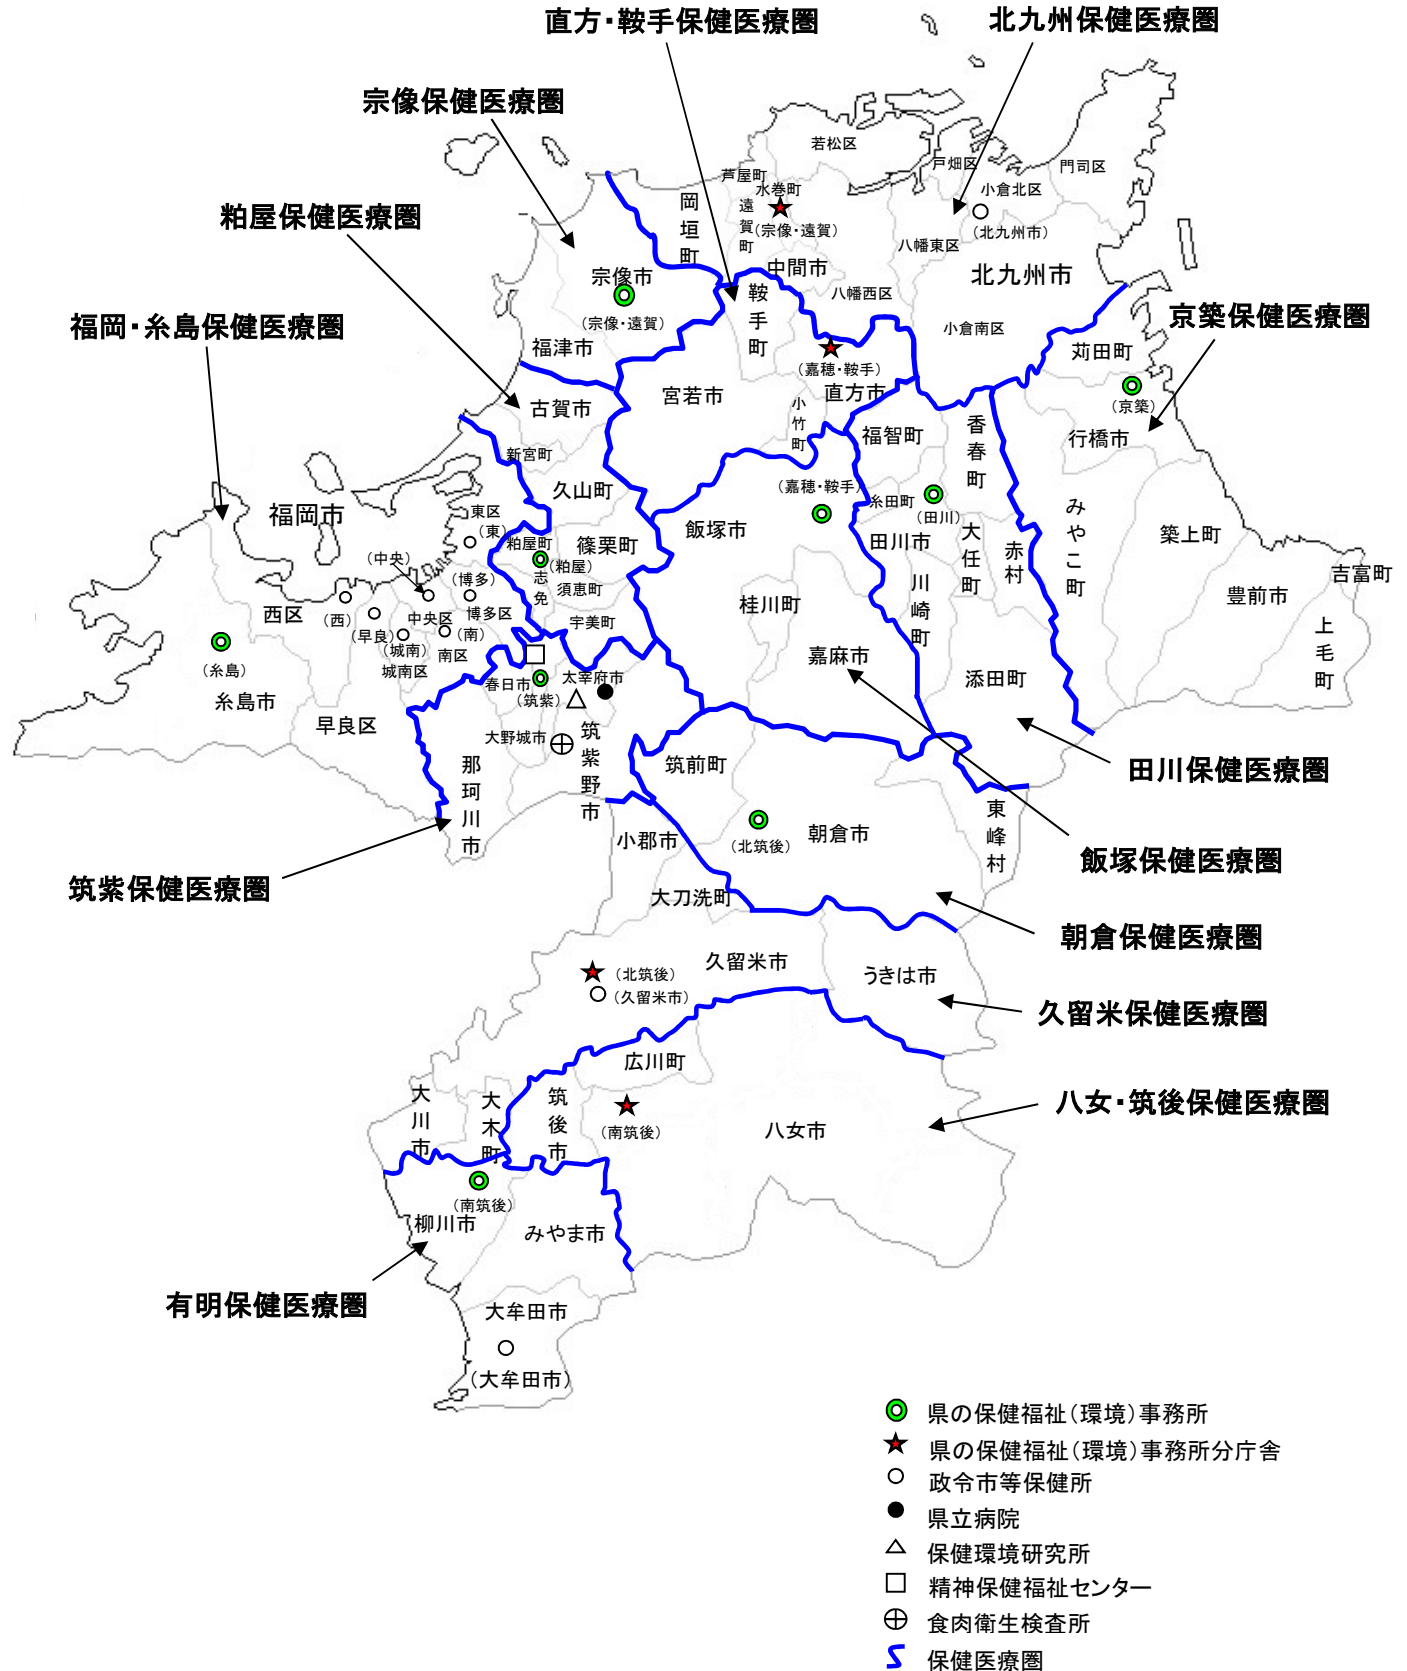 直方・鞍手保健医療圏
北九州保健医療圏
宗像保健医療圏
若松区
戸畑区
門司区
芦屋町
水巻町
小倉北区
岡垣町
遠賀町
(宗像・遠賀)
(北九州市)
八幡東区
粕屋保健医療圏
宗像市
中間市
北九州市
鞍手町
八幡西区
(宗像・遠賀)
小倉南区
京築保健医療圏
福岡・糸島保健医療圏
福津市
苅田町
(嘉穂・鞍手)
宮若市
直方市
小竹町
(京築)
古賀市
福智町
香春町
行橋市
新宮町
久山町
(嘉穂・鞍手)
糸田町
(田川)
みやこ町
福岡市
東区
(東)
飯塚市
粕屋町
篠栗町
田川市
大任町
赤村
築上町
(中央)
(粕屋)
志免
須恵町
吉富町
(博多)
川崎町
豊前市
西区
(西)
中央区
博多区
桂川町
(早良)
(南)
宇美町
上毛町
(城南)
南区
城南区
嘉麻市
(糸島)
糸島市
春日市
(筑紫)
太宰府市
添田町
早良区
大野城市
筑紫野市
那珂川市
筑前町
田川保健医療圏
東峰村
小郡市
(北筑後)
朝倉市
飯塚保健医療圏
筑紫保健医療圏
大刀洗町
朝倉保健医療圏
久留米市
うきは市
(北筑後)
(久留米市)
久留米保健医療圏
広川町
大川市
大木町
筑後市
(南筑後)
八女市
八女・筑後保健医療圏
(南筑後)
柳川市
みやま市
有明保健医療圏
大牟田市
(大牟田市)
県の保健福祉(環境)事務所
県の保健福祉(環境)事務所分庁舎
政令市等保健所
県立病院
保健環境研究所
精神保健福祉センター
食肉衛生検査所
保健医療圏